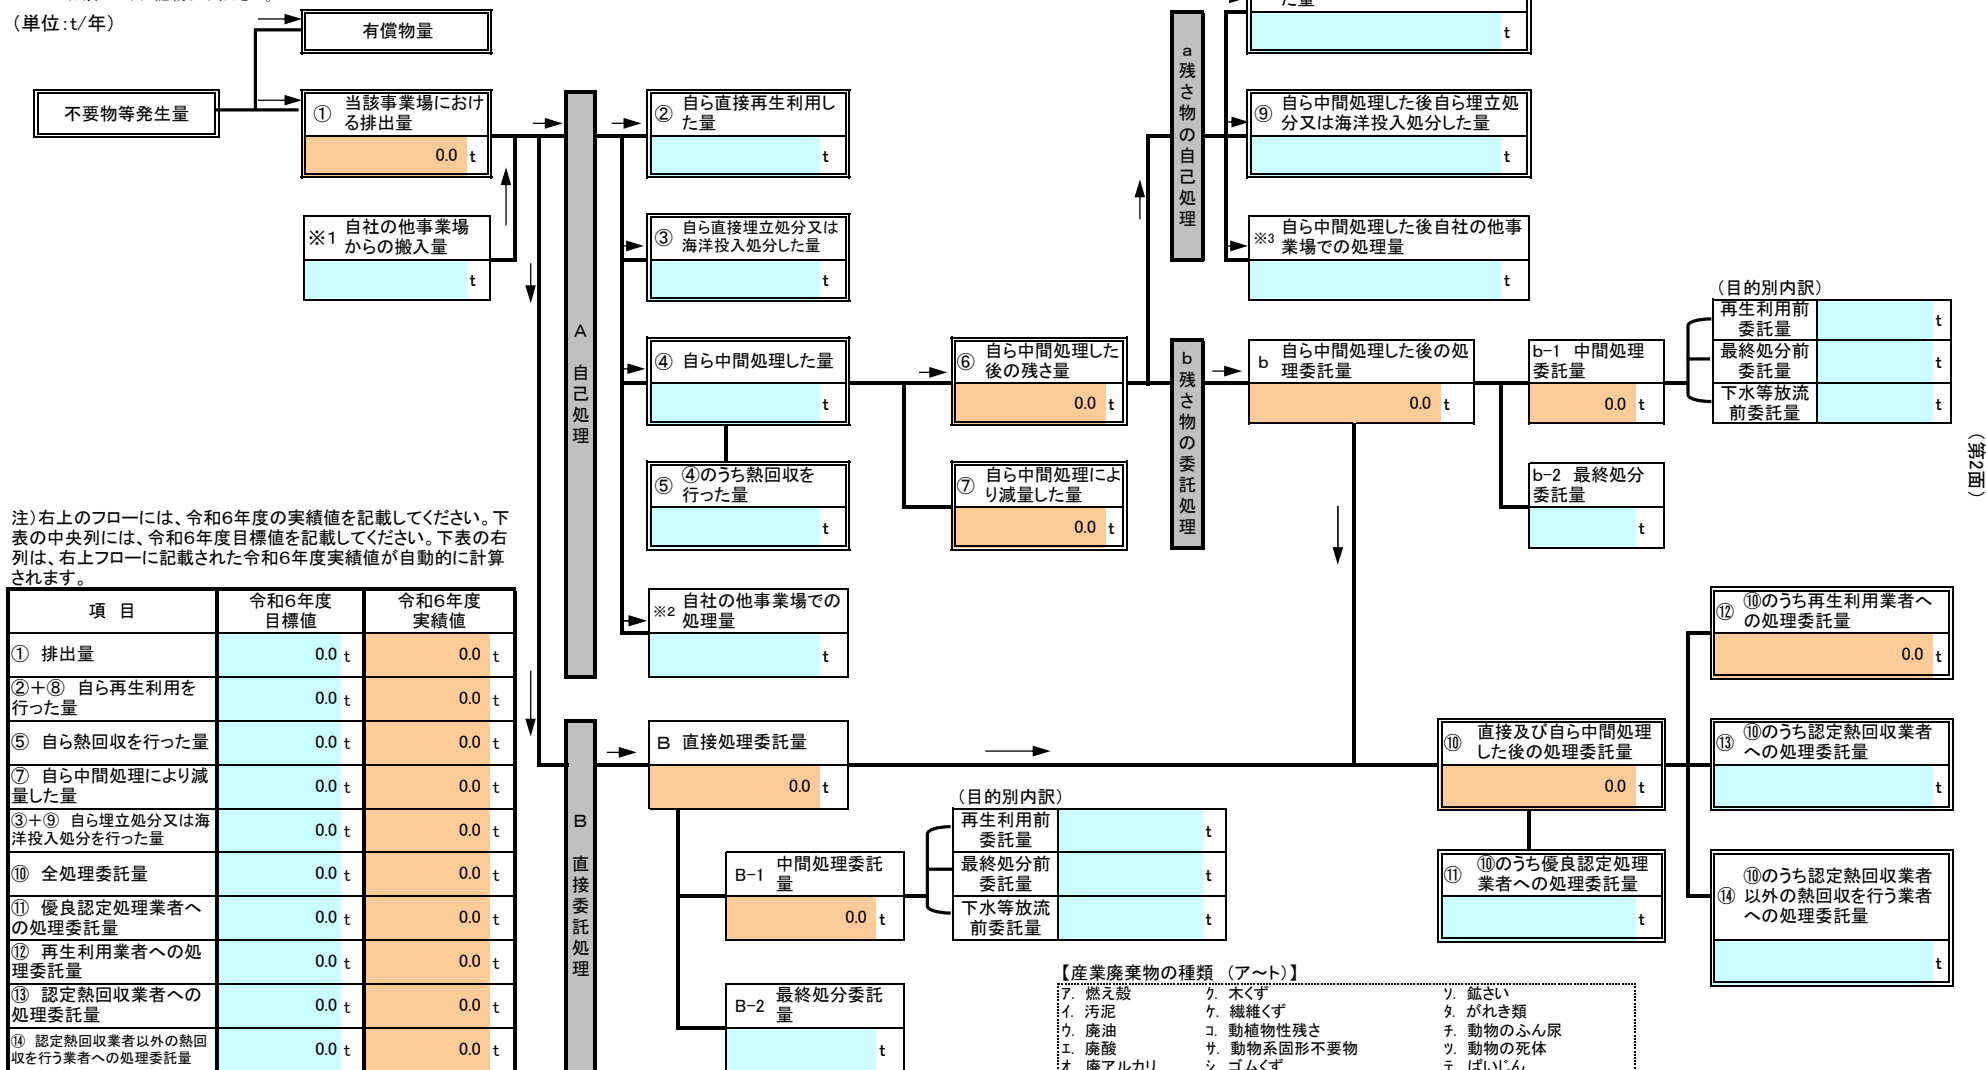 （単位:ｔ/年）
有償物量
不要物等発生量
① 当該事業場におけ
る排出量
0.0 t
※1 自社の他事業場
からの搬入量
t
A 自己処理
② 自ら直接再生利用し
た量
t
③ 自ら直接埋立処分又は
海洋投入処分した量
t
④ 自ら中間処理した量
t
⑤ ④のうち熱回収を
行った量
t
※2 自社の他事業場での
処理量
t
⑥ 自ら中間処理した
後の残さ量
0.0 t
⑦ 自ら中間処理によ
り減量した量
0.0 t
a 残さ物の自己処理
た量
t
⑨ 自ら中間処理した後自ら埋立処
分又は海洋投入処分した量
t
※3 自ら中間処理した後自社の他事
業場での処理量
t
b 残さ物の委託処理
b 自ら中間処理した後の処
理委託量
0.0 t
b-1 中間処理
委託量
0.0 t
b-2 最終処分
委託量
t
（目的別内訳）
再生利用前
委託量
t
最終処分前
委託量
t
下水等放流
前委託量
t
（第2面）
注）右上のフローには、令和６年度の実績値を記載してください。下
表の中央列には、令和６年度目標値を記載してください。下表の右
列は、右上フローに記載された令和６年度実績値が自動的に計算
されます。
項 目
令和６年度
目標値
令和６年度
実績値
① 排出量
0.0 t 0.0 t
②＋⑧ 自ら再生利用を
行った量
0.0 t 0.0 t
⑤ 自ら熱回収を行った量
0.0 t 0.0 t
⑦ 自ら中間処理により減
量した量
0.0 t 0.0 t
③＋⑨ 自ら埋立処分又は海
洋投入処分を行った量
0.0 t 0.0 t
⑩ 全処理委託量
0.0 t 0.0 t
⑪ 優良認定処理業者へ
の処理委託量
0.0 t 0.0 t
⑫ 再生利用業者への処
理委託量
0.0 t 0.0 t
⑬ 認定熱回収業者への
処理委託量
0.0 t 0.0 t
⑭ 認定熱回収業者以外の熱回
収を行う業者への処理委託量
0.0 t 0.0 t
B 直接委託処理
B 直接処理委託量
0.0 t
B-1 中間処理委託
量
0.0 t
B-2 最終処分委託
量
t
（目的別内訳）
再生利用前
委託量
t
最終処分前
委託量
t
下水等放流
前委託量
t
⑩ 直接及び自ら中間処理
した後の処理委託量
0.0 t
⑪ ⑩のうち優良認定処理
業者への処理委託量
t
⑫ ⑩のうち再生利用業者へ
の処理委託量
0.0 t
⑬ ⑩のうち認定熱回収業者
への処理委託量
t
⑭ ⑩のうち認定熱回収業者
以外の熱回収を行う業者
への処理委託量
t
【産業廃棄物の種類 （ア～ト）】
ア. 燃え殻 ク. 木くず ソ. 鉱さい
イ. 汚泥 ケ. 繊維くず タ. がれき類
ウ. 廃油 コ. 動植物性残さ チ. 動物のふん尿
エ. 廃酸 サ. 動物系固形不要物 ツ. 動物の死体
オ. 廃アルカリ シ. ゴムくず テ. ばいじん